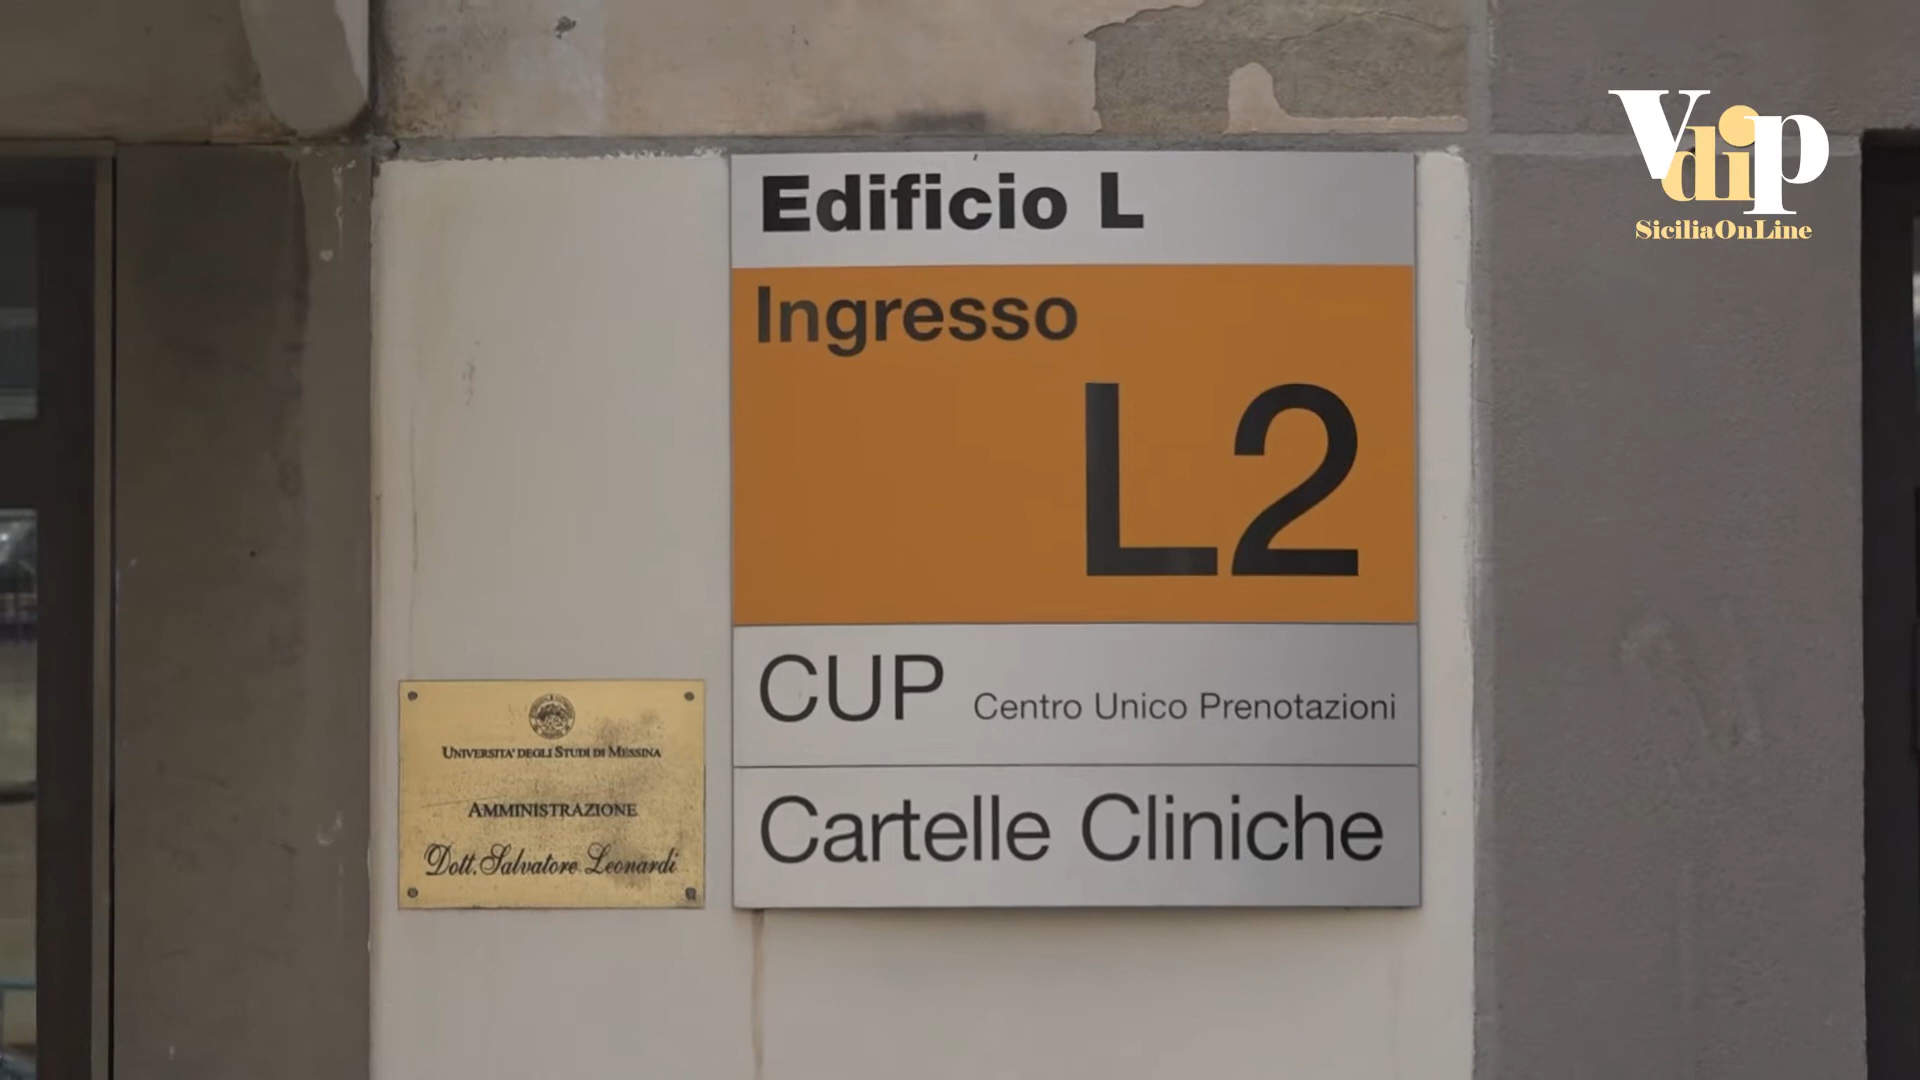 Edificio L
Ingresso
L2
CUP Centro Unico Prenotazioni
Cartelle Cliniche
UNIVERSITA' DEGLI STUDI DI MESSINA
AMMINISTRAZIONE
Dott. Salvatore Leonardi
VdiP
SiciliaOnLine